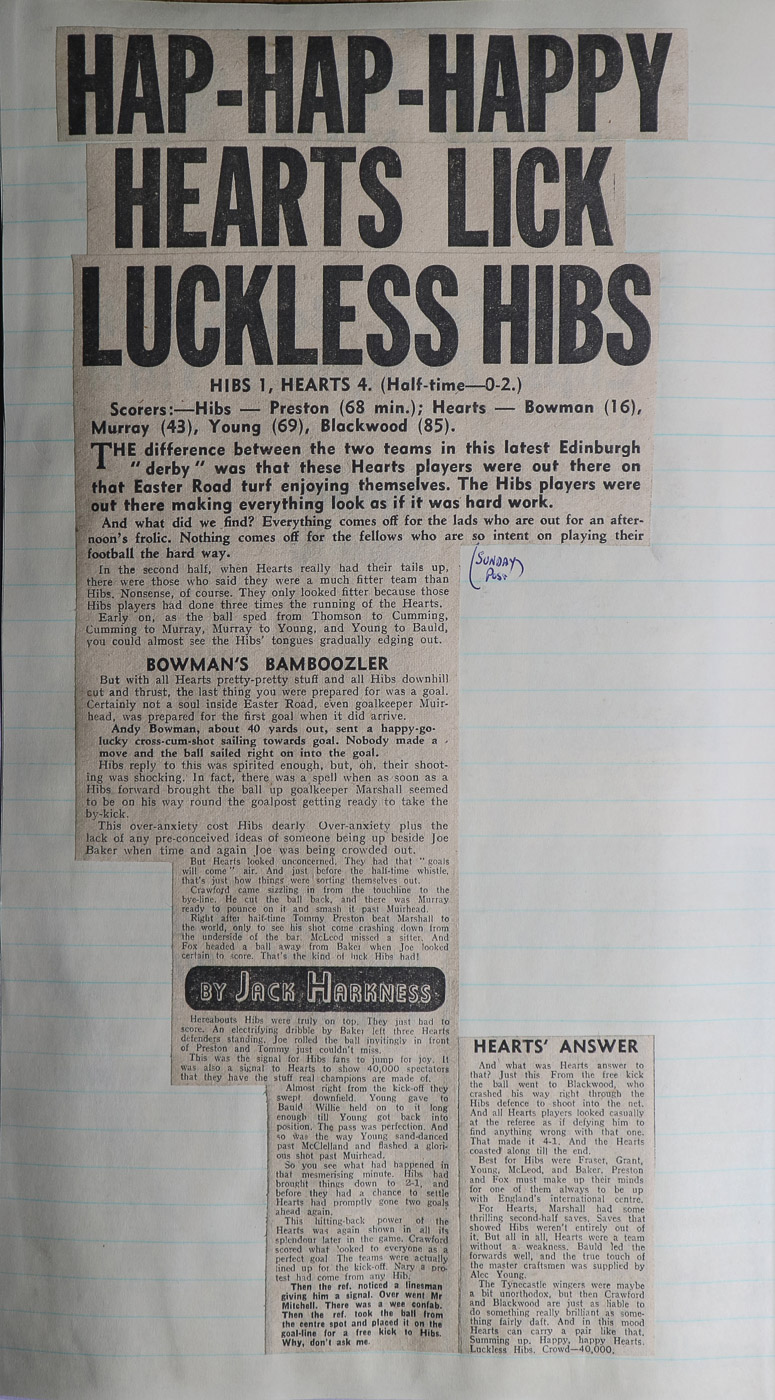 HAP-HAP-HAPPY
HEARTS LICK
LUCKLESS HIBS
HIBS 1, HEARTS 4. (Half-time—0-2.)
Scorers:—Hibs — Preston (68 min.); Hearts — Bowman (16),
Murray (43), Young (69), Blackwood (85).
THE difference between the two teams in this latest Edinburgh
"derby" was that these Hearts players were out there on
that Easter Road turf enjoying themselves. The Hibs players were
out there making everything look as if it was hard work.
And what did we find? Everything comes off for the lads who are out for an after-
noon's frolic. Nothing comes off for the fellows who are so intent on playing their
football the hard way.
(SUNDAY
Post)
In the second half, when Hearts really had their tails up,
there were those who said they were a much fitter team than
Hibs. Nonsense, of course. They only looked fitter because those
Hibs players had done three times the running of the Hearts.
Early on, as the ball sped from Thomson to Cumming,
Cumming to Murray, Murray to Young, and Young to Bauld,
you could almost see the Hibs' tongues gradually edging out.
BOWMAN'S BAMBOOZLER
But with all Hearts pretty-pretty stuff and all Hibs downhill
cut and thrust, the last thing you were prepared for was a goal.
Certainly not a soul inside Easter Road, even goalkeeper Muir-
head, was prepared for the first goal when it did arrive.
Andy Bowman, about 40 yards out, sent a happy-go-
lucky cross-cum-shot sailing towards goal. Nobody made a
move and the ball sailed right on into the goal.
Hibs reply to this was spirited enough, but, oh, their shoot-
ing was shocking. In fact, there was a spell when as soon as a
Hibs forward brought the ball up goalkeeper Marshall seemed
to be on his way round the goalpost getting ready to take the
by-kick.
This over-anxiety cost Hibs dearly Over-anxiety plus the
lack of any pre-conceived ideas of someone being up beside Joe
Baker when time and again Joe was being crowded out.
But Hearts looked unconcerned. They had that "goals
will come" air. And just before the half-time whistle,
that's just how things were sorting themselves out.
Crawford came sizzling in from the touchline to the
bye-line. He cut the ball back, and there was Murray
ready to pounce on it and smash it past Muirhead.
Right after half-time Tommy Preston beat Marshall to
the world, only to see his shot come crashing down from
the underside of the bar. McLeod missed a sitter. And
Fox headed a ball away from Baker when Joe looked
certain to score. That's the kind of luck Hibs had!
BY JACK HARKNESS
Hereabouts Hibs were truly on top. They just had to
score. An electrifying dribble by Baker left three Hearts
defenders standing. Joe rolled the ball invitingly in front
of Preston and Tommy just couldn't miss.
This was the signal for Hibs fans to jump for joy. It
was also a signal to Hearts to show 40,000 spectators
that they have the stuff real champions are made of.
Almost right from the kick-off they
swept downfield. Young gave to
Bauld Willie held on to it long
enough till Young got back into
position. The pass was perfection. And
so was the way Young sand-danced
past McClelland and flashed a glori-
ous shot past Muirhead.
So you see what had happened in
that mesmerising minute. Hibs had
brought things down to 2-1, and
before they had a chance to settle
Hearts had promptly gone two goals
ahead again.
This hitting-back power of the
Hearts was again shown in all its
splendour later in the game. Crawford
scored what looked to everyone as a
perfect goal The teams were actually
lined up for the kick-off. Nary a pro-
test had come from any Hib.
Then the ref. noticed a linesman
giving him a signal. Over went Mr
Mitchell. There was a wee confab.
Then the ref. took the ball from
the centre spot and placed it on the
goal-line for a free kick to Hibs.
Why, don't ask me.
HEARTS' ANSWER
And what was Hearts answer to
that? Just this From the free kick
the ball went to Blackwood, who
crashed his way right through the
Hibs defence to shoot into the net.
And all Hearts players looked casually
at the referee as if defying him to
find anything wrong with that one.
That made it 4-1. And the Hearts
coasted along till the end.
Best for Hibs were Fraser, Grant,
Young, McLeod, and Baker. Preston
and Fox must make up their minds
for one of them always to be up
with England's international centre.
For Hearts, Marshall had some
thrilling second-half saves. Saves that
showed Hibs weren't entirely out of
it. But all in all, Hearts were a team
without a weakness. Bauld led the
forwards well, and the true touch of
the master craftsmen was supplied by
Alec Young.
The Tynecastle wingers were maybe
a bit unorthodox, but then Crawford
and Blackwood are just as liable to
do something really brilliant as some-
thing fairly daft. And in this mood
Hearts can carry a pair like that.
Summing up. Happy, happy Hearts.
Luckless Hibs. Crowd—40,000.